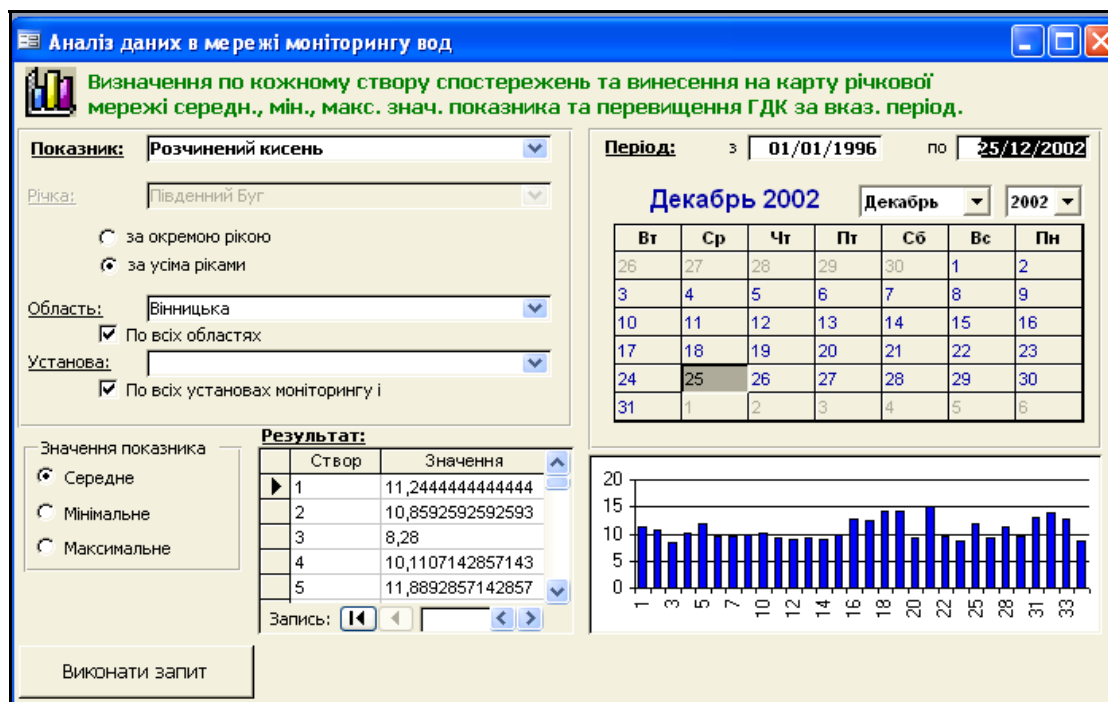 Аналіз даних в мережі моніторингу вод
Визначення по кожному створу спостережень та винесення на карту річкової
мережі середн., мін., макс. знач. показника та перевищення ГДК за вказ. період.
Показник: Розчинений кисень
Річка: Південний Буг
за окремою рікою
за усіма ріками
Область: Вінницька
По всіх областях
Установа:
По всіх установах моніторингу і
Період: з 01/01/1996 по 25/12/2002
Декабрь 2002 Декабрь 2002
Вт Ср Чт Пт Сб Вс Пн
26 27 28 29 30 1 2
3 4 5 6 7 8 9
10 11 12 13 14 15 16
17 18 19 20 21 22 23
24 25 26 27 28 29 30
31 1 2 3 4 5 6
Значення показника
Середне
Мінімальне
Максимальне
Результат:
Створ Значення
1 11,2444444444444
2 10,8592592592593
3 8,28
4 10,1107142857143
5 11,8892857142857
Запись:
20
15
10
5
0
1 3 5 7 10 12 14 16 18 20 22 25 28 31 33
Виконати запит